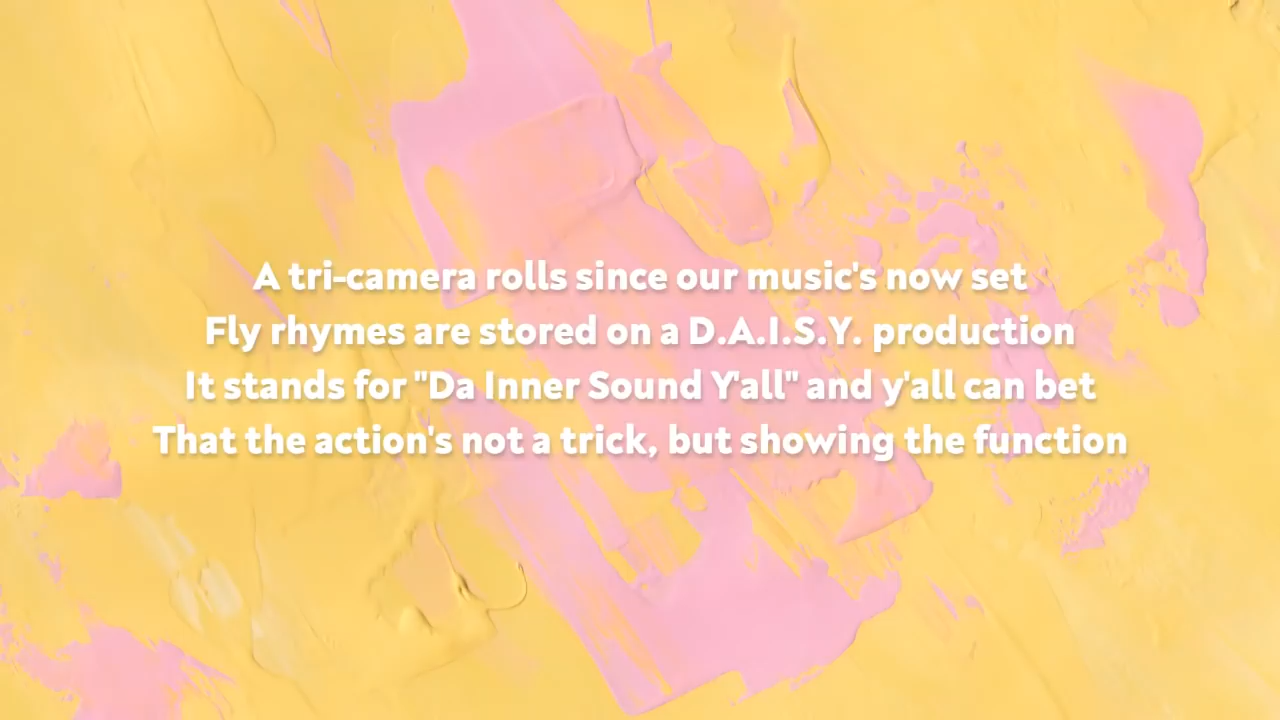 A tri-camera rolls since our music's now set
Fly rhymes are stored on a D.A.I.S.Y. production
It stands for "Da Inner Sound Y'all" and y'all can bet
That the action's not a trick, but showing the function